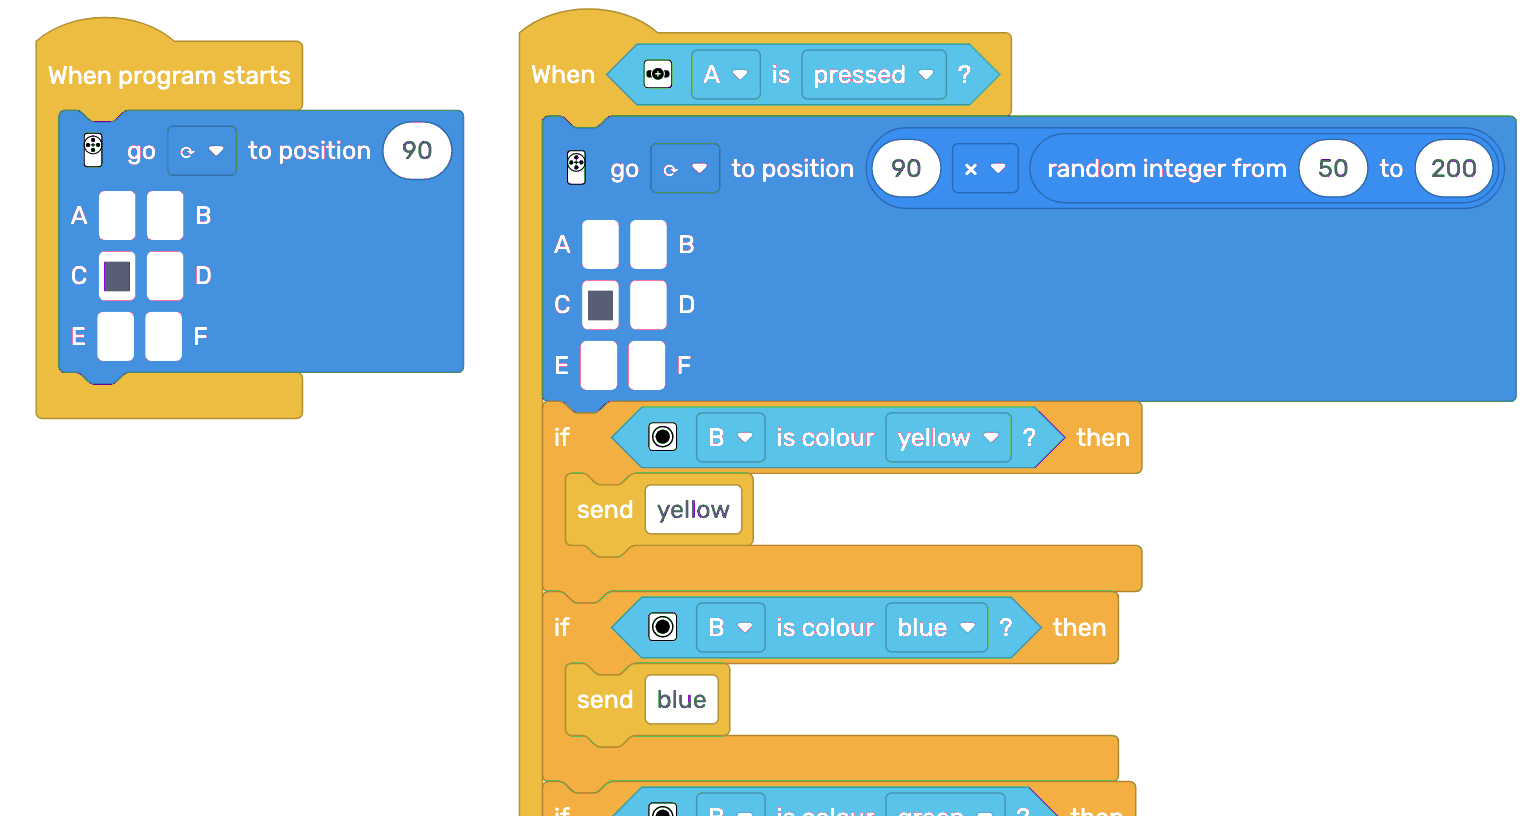 When program starts
go to position 90
A B
C D
E F
When A is pressed ?
go to position 90 × random integer from 50 to 200
A B
C D
E F
if B is colour yellow ? then
send yellow
if B is colour blue ? then
send blue
if B is colour green ? then